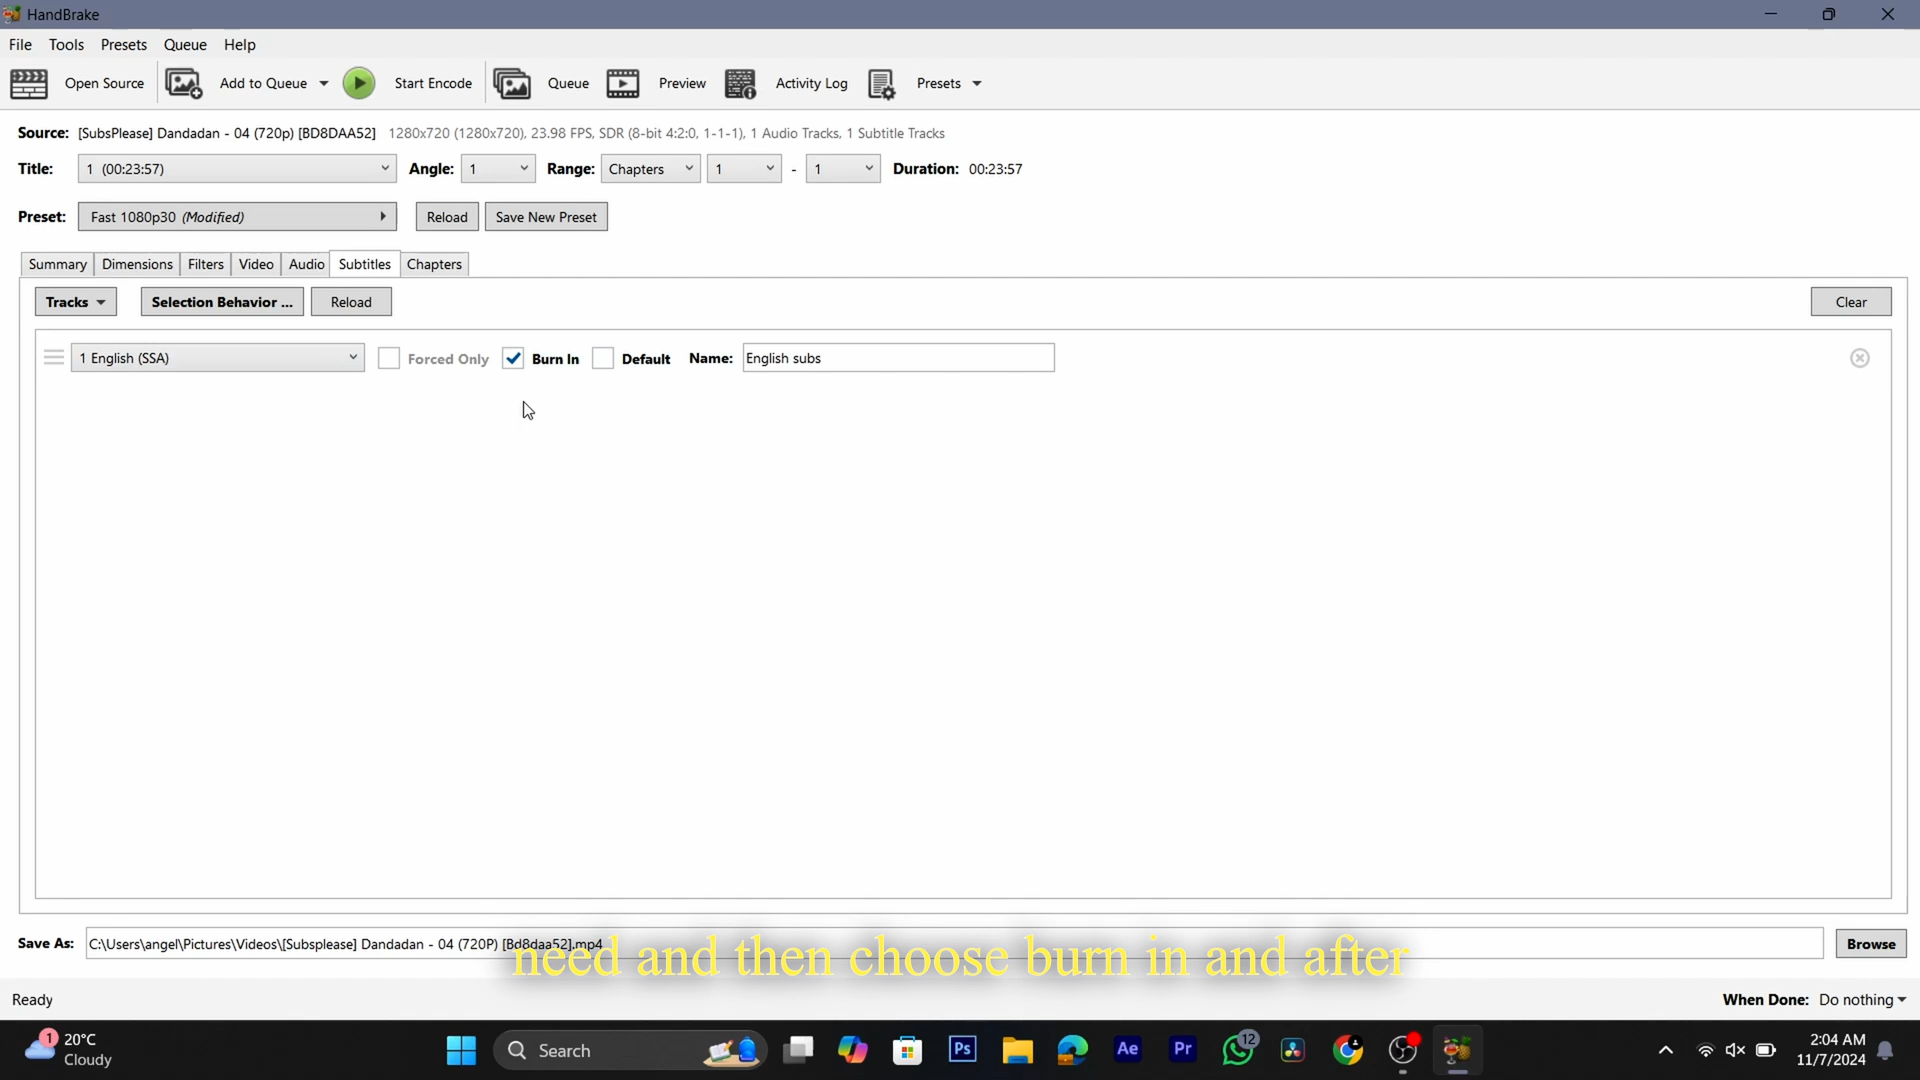 HandBrake
File Tools Presets Queue Help
Open Source Add to Queue Start Encode Queue Preview Activity Log Presets
Source: [SubsPlease] Dandadan - 04 (720p) [BD8DAA52] 1280x720 (1280x720), 23.98 FPS, SDR (8-bit 4:2:0, 1-1-1), 1 Audio Tracks, 1 Subtitle Tracks
Title: 1 (00:23:57) Angle: 1 Range: Chapters 1 - 1 Duration: 00:23:57
Preset: Fast 1080p30 (Modified) Reload Save New Preset
Summary Dimensions Filters Video Audio Subtitles Chapters
Tracks Selection Behavior ... Reload Clear
1 English (SSA) Forced Only Burn In Default Name: English subs
Save As: C:\Users\angel\Pictures\Videos\[Subsplease] Dandadan - 04 (720P) [Bd8daa52].mp4 Browse
need and then choose burn in and after
Ready When Done: Do nothing
1 20°C Search Ps Ae Pr 12 2:04 AM
Cloudy 11/7/2024